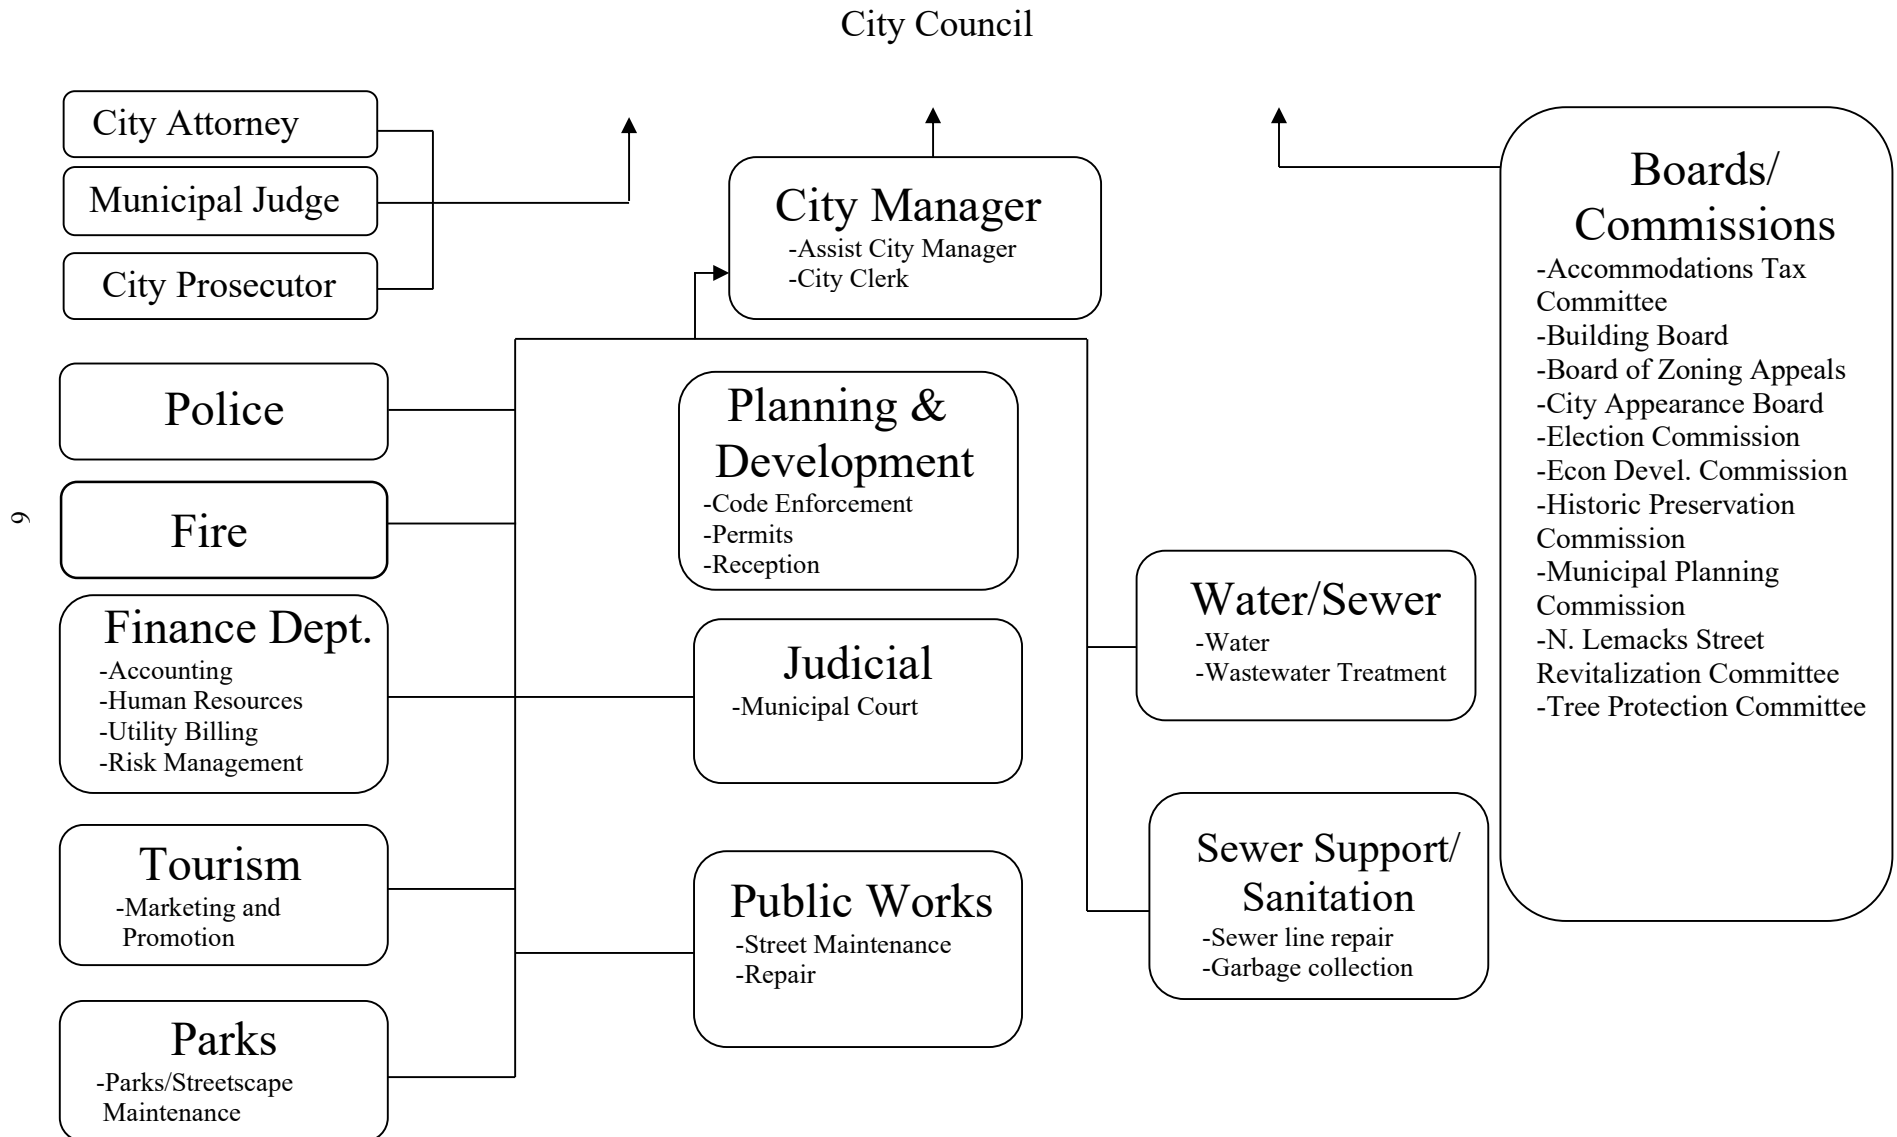 City Council
City Attorney
Municipal Judge
City Prosecutor
City Manager
-Assist City Manager
-City Clerk
Boards/
Commissions
-Accommodations Tax
Committee
-Building Board
-Board of Zoning Appeals
-City Appearance Board
-Election Commission
-Econ Devel. Commission
-Historic Preservation
Commission
-Municipal Planning
Commission
-N. Lemacks Street
Revitalization Committee
-Tree Protection Committee
Police
Fire
Finance Dept.
-Accounting
-Human Resources
-Utility Billing
-Risk Management
Tourism
-Marketing and
Promotion
Parks
-Parks/Streetscape
Maintenance
Planning &
Development
-Code Enforcement
-Permits
-Reception
Judicial
-Municipal Court
Public Works
-Street Maintenance
-Repair
Water/Sewer
-Water
-Wastewater Treatment
Sewer Support/
Sanitation
-Sewer line repair
-Garbage collection
9